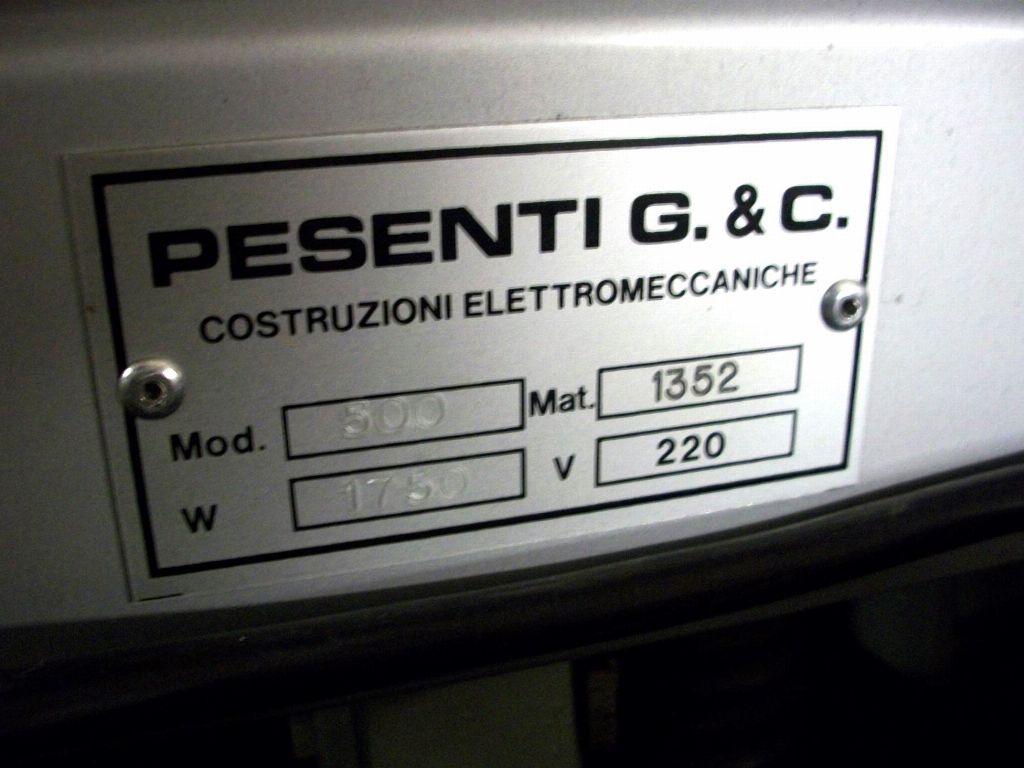 PESENTI G. & C.
COSTRUZIONI ELETTROMECCANICHE
Mod. 300 Mat. 1352
W 1750 V 220